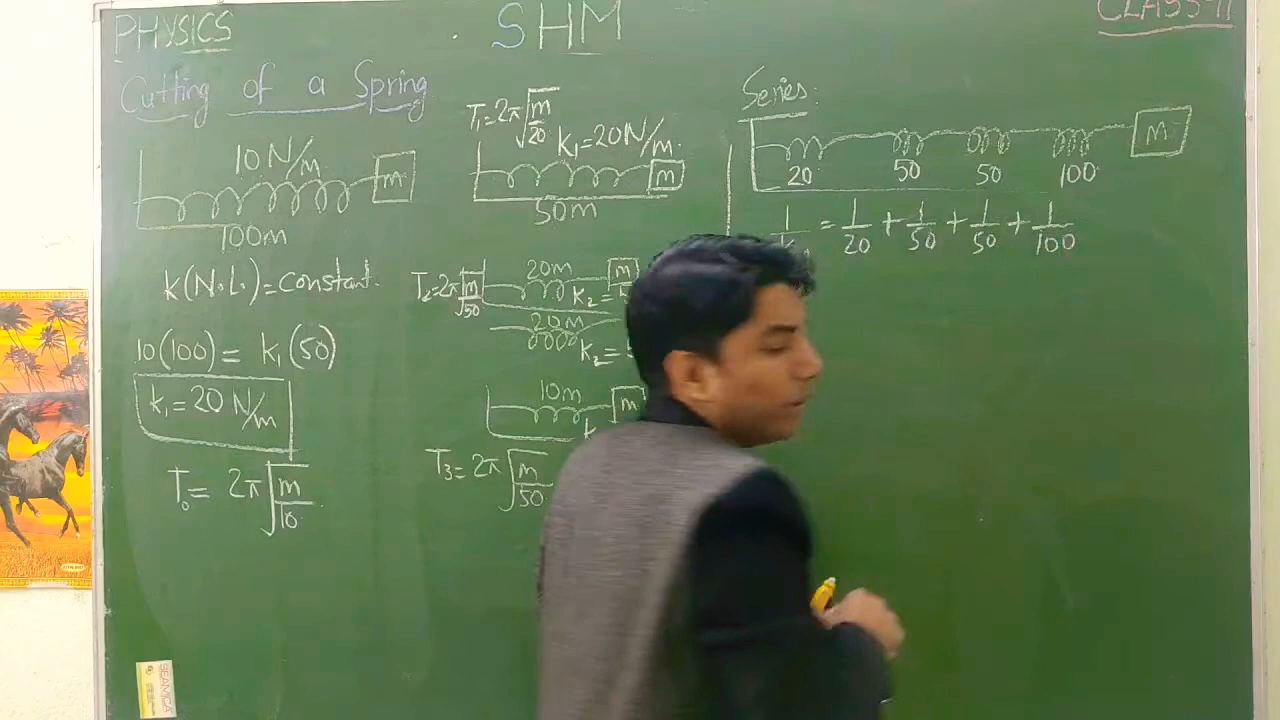 PHYSICS
SHM
CLASS-11
Cutting of a Spring
10 N/m
m
100m
k(N.L.)=constant.
10(100) = k₁(50)
k₁ = 20 N/m
T₀ = 2π√(m/10)
T₁ = 2π√(m/20)
k₁ = 20 N/m.
m
50m
T₂ = 2π√(m/50)
20m
m
k₂ =
20m
k₂ =
10m
m
k
T₃ = 2π√(m/50)
Series:
m
20 50 50 100
1/k = 1/20 + 1/50 + 1/50 + 1/100
SEAMICA